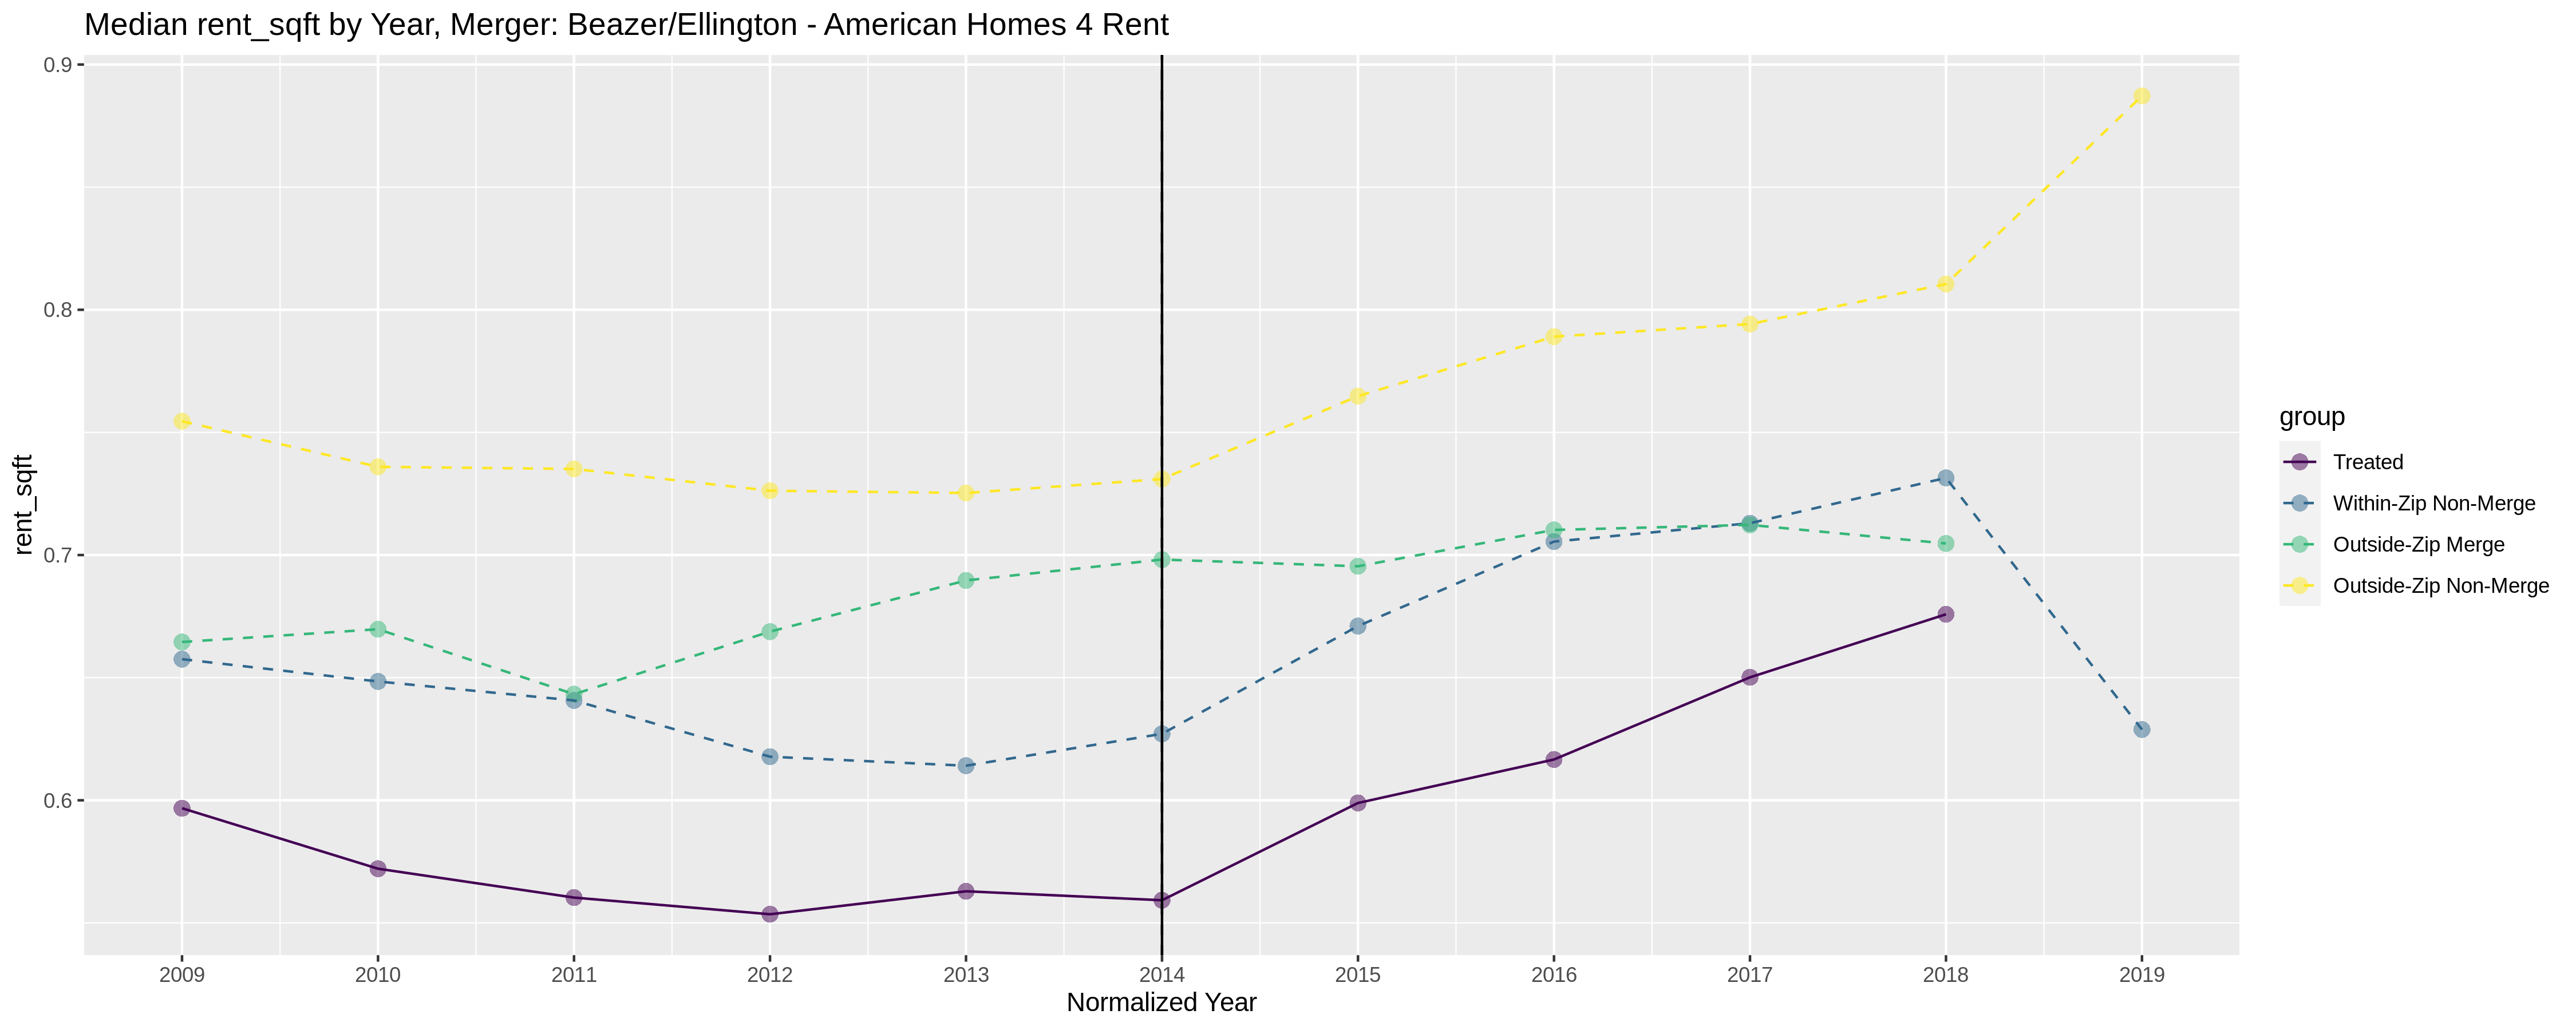 Median rent_sqft by Year, Merger: Beazer/Ellington - American Homes 4 Rent
0.9
0.8
0.7
0.6
rent_sqft
2009 2010 2011 2012 2013 2014 2015 2016 2017 2018 2019
Normalized Year
group
Treated
Within-Zip Non-Merge
Outside-Zip Merge
Outside-Zip Non-Merge